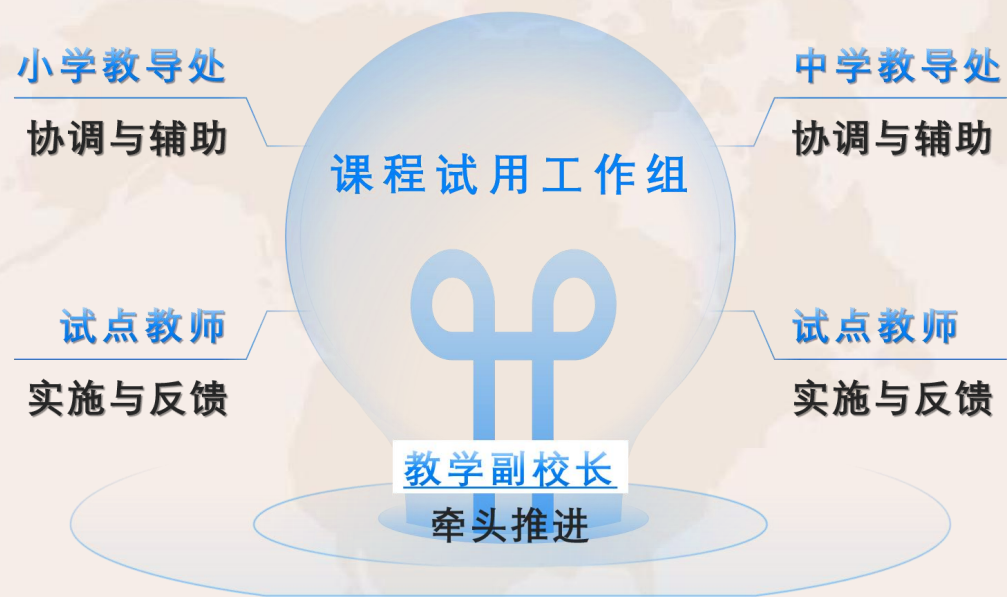 小学教导处
协调与辅助
中学教导处
协调与辅助
课程试用工作组
试点教师
实施与反馈
试点教师
实施与反馈
教学副校长
牵头推进